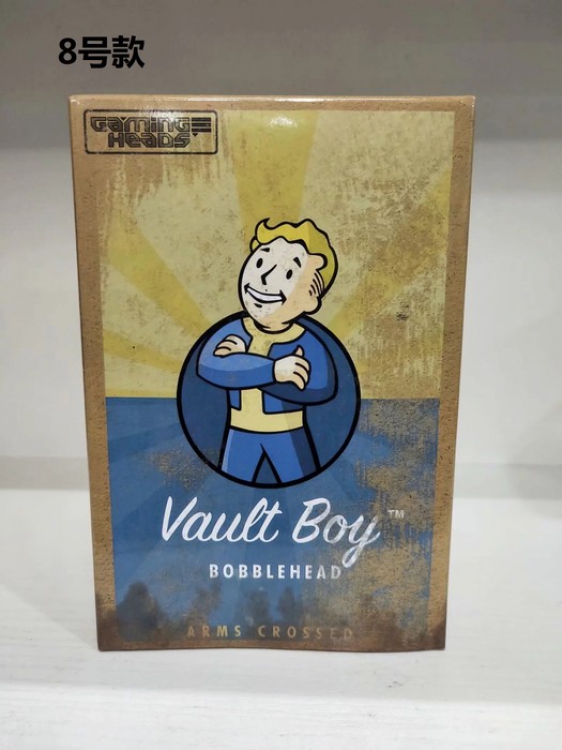 8号款
GAMING
HEADS
Vault Boy™
BOBBLEHEAD
ARMS CROSSED